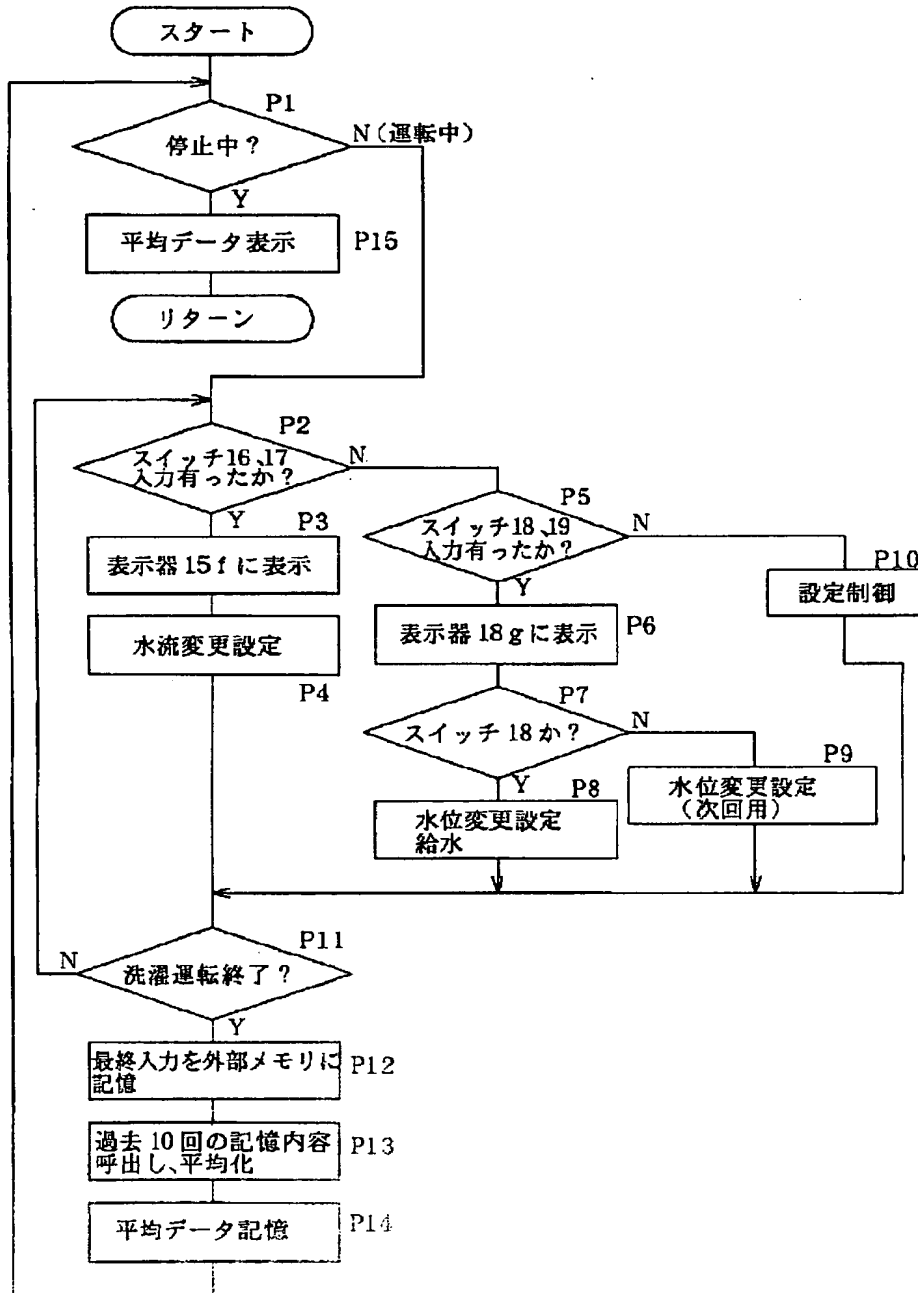 スタート
P1
停止中？
N（運転中）
Y
平均データ表示
P15
リターン
P2
スイッチ16、17
入力有ったか？
N
Y
P3
表示器15fに表示
水流変更設定
P4
P5
スイッチ18、19
入力有ったか？
N
Y
P10
設定制御
表示器18gに表示
P6
P7
スイッチ18か？
N
Y
P8
水位変更設定
給水
P9
水位変更設定
（次回用）
P11
洗濯運転終了？
N
Y
最終入力を外部メモリに
記憶
P12
過去10回の記憶内容
呼出し、平均化
P13
平均データ記憶
P14